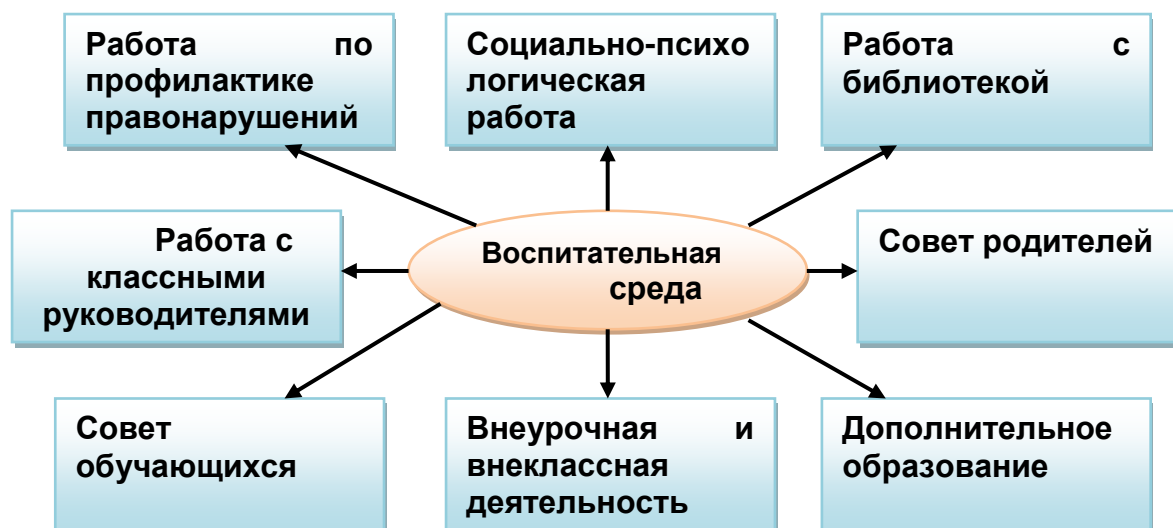 Работа по
профилактике
правонарушений
Социально-психо
логическая
работа
Работа с
библиотекой
Работа с
классными
руководителями
Воспитательная
среда
Совет родителей
Совет
обучающихся
Внеурочная и
внеклассная
деятельность
Дополнительное
образование